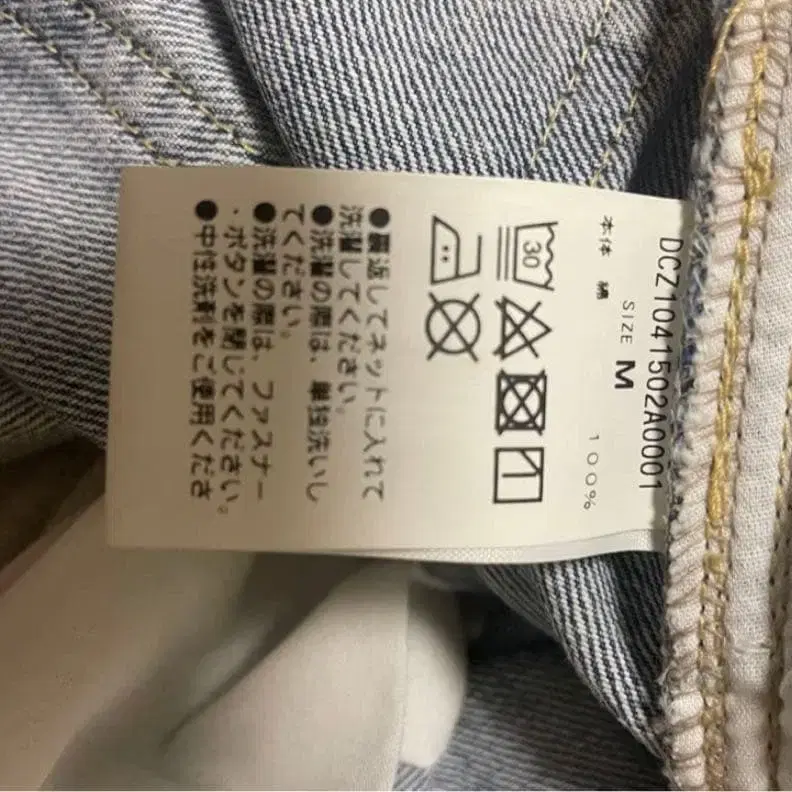 DCZ1041502A0001
SIZE M
本体 綿 100%
30
●裏返してネットに入れて
洗濯してください。
●洗濯の際は、単独洗いし
てください。
●洗濯の際は、ファスナー
・ボタンを閉じてください。
●中性洗剤をご使用くださ